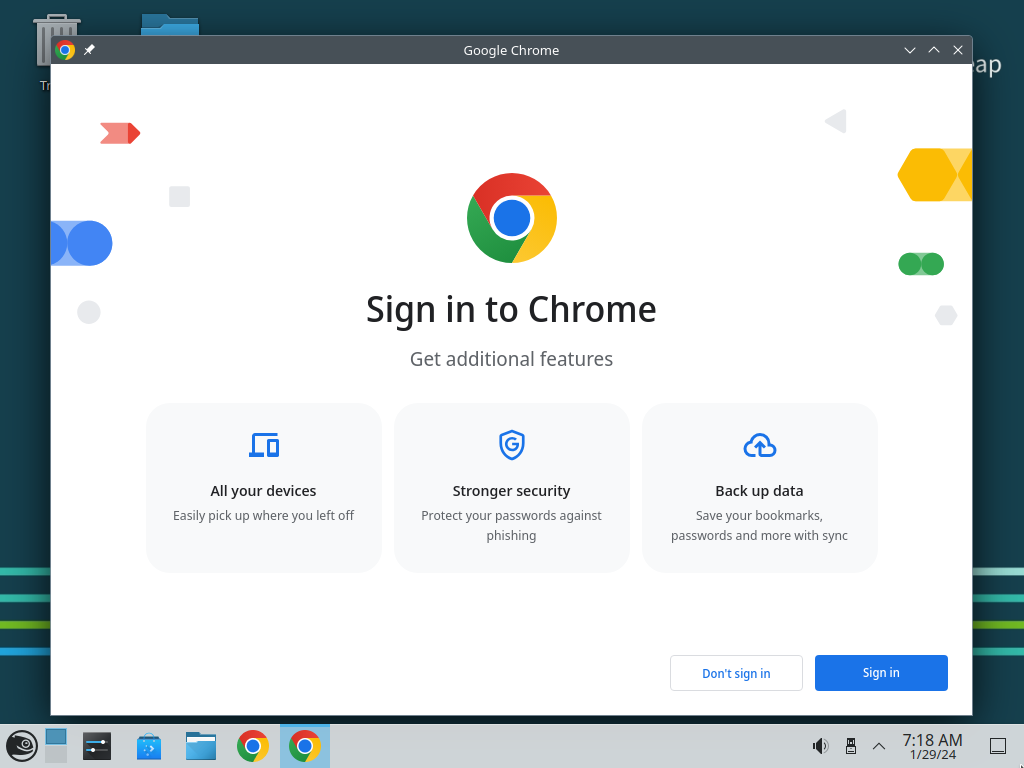 Google Chrome
Sign in to Chrome
Get additional features
All your devices
Easily pick up where you left off
Stronger security
Protect your passwords against
phishing
Back up data
Save your bookmarks,
passwords and more with sync
Don't sign in
Sign in
7:18 AM
1/29/24